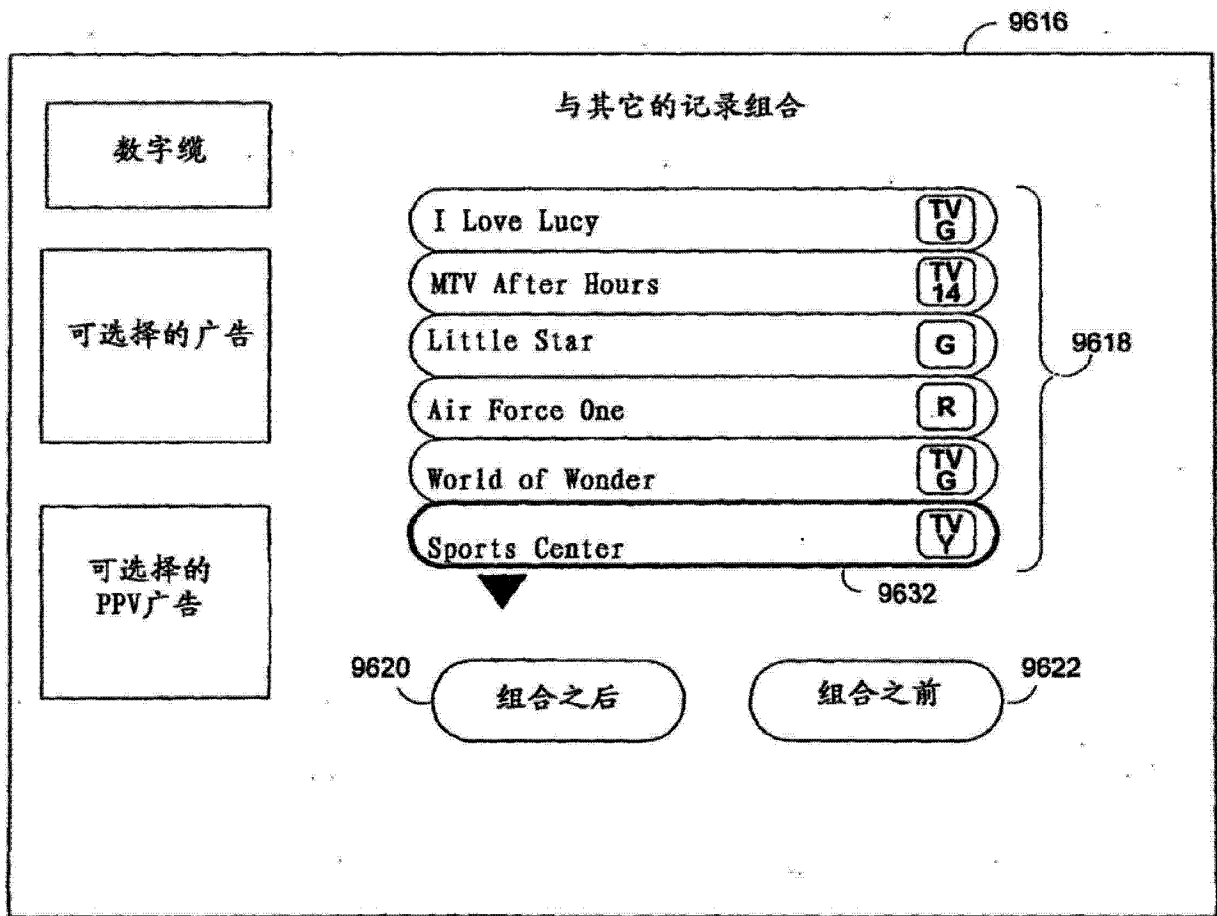 9616
与其它的记录组合
数字缆
可选择的广告
可选择的
PPV广告
I Love Lucy TV G
MTV After Hours TV 14
Little Star G
Air Force One R
World of Wonder TV G
Sports Center TV Y
9618
9632
9620
组合之后
组合之前
9622